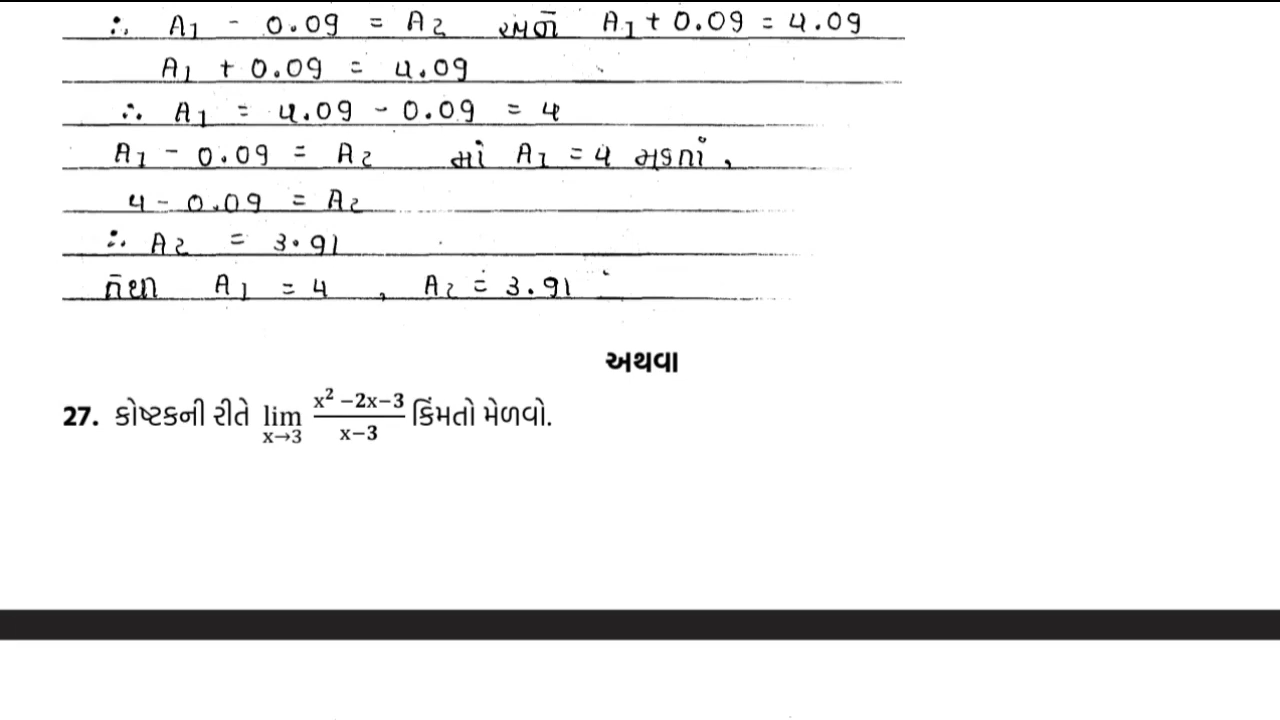 ∴ A₁ - 0.09 = A₂ અને A₁ + 0.09 = 4.09
A₁ + 0.09 = 4.09
∴ A₁ = 4.09 - 0.09 = 4
A₁ - 0.09 = A₂ માં A₁ = 4 મુકતાં,
4 - 0.09 = A₂
∴ A₂ = 3.91
તેથી A₁ = 4, A₂ = 3.91
અથવા
27. કોષ્ટકની રીતે lim x→3 (x² -2x-3)/(x-3) કિંમતો મેળવો.